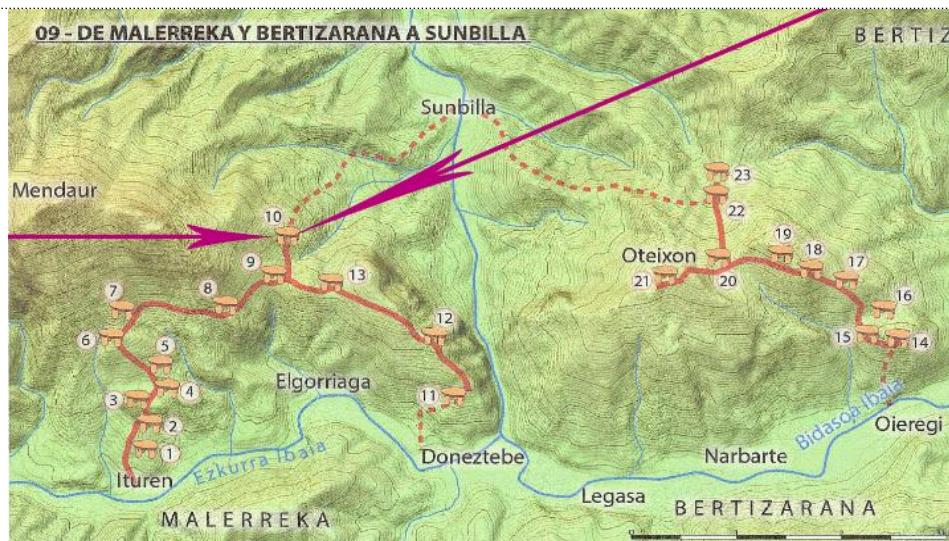 09 - DE MALERREKA Y BERTIZARANA A SUNBILLA
BERTIZ
Sunbilla
Mendaur
23
22
10
19
18
17
9
13
Oteixon
21
20
16
7
8
6
12
15
14
5
4
3
11
Elgorriaga
2
1
Bidasoa Ibaia
Oieregi
Ituren
Ezkurra Ibaia
Doneztebe
Narbarte
Legasa
MALERREKA
BERTIZARANA